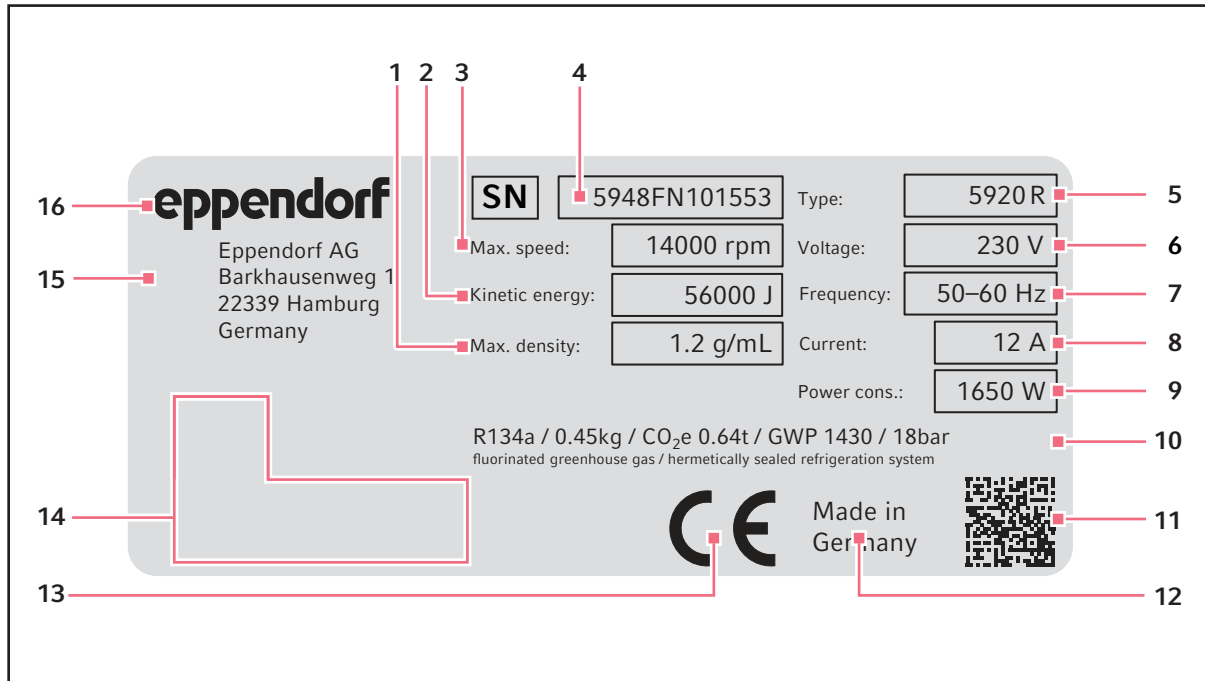 1 2 3 4
16 eppendorf SN 5948FN101553 Type: 5920 R 5
Eppendorf AG Max. speed: 14000 rpm Voltage: 230 V 6
15 Barkhausenweg 1
2 Kinetic energy: 56000 J Frequency: 50–60 Hz 7
22339 Hamburg
Germany Max. density: 1.2 g/mL Current: 12 A 8
Power cons.: 1650 W 9
R134a / 0.45kg / CO₂e 0.64t / GWP 1430 / 18bar 10
fluorinated greenhouse gas / hermetically sealed refrigeration system
14 CE Made in 11
Germany
13 12